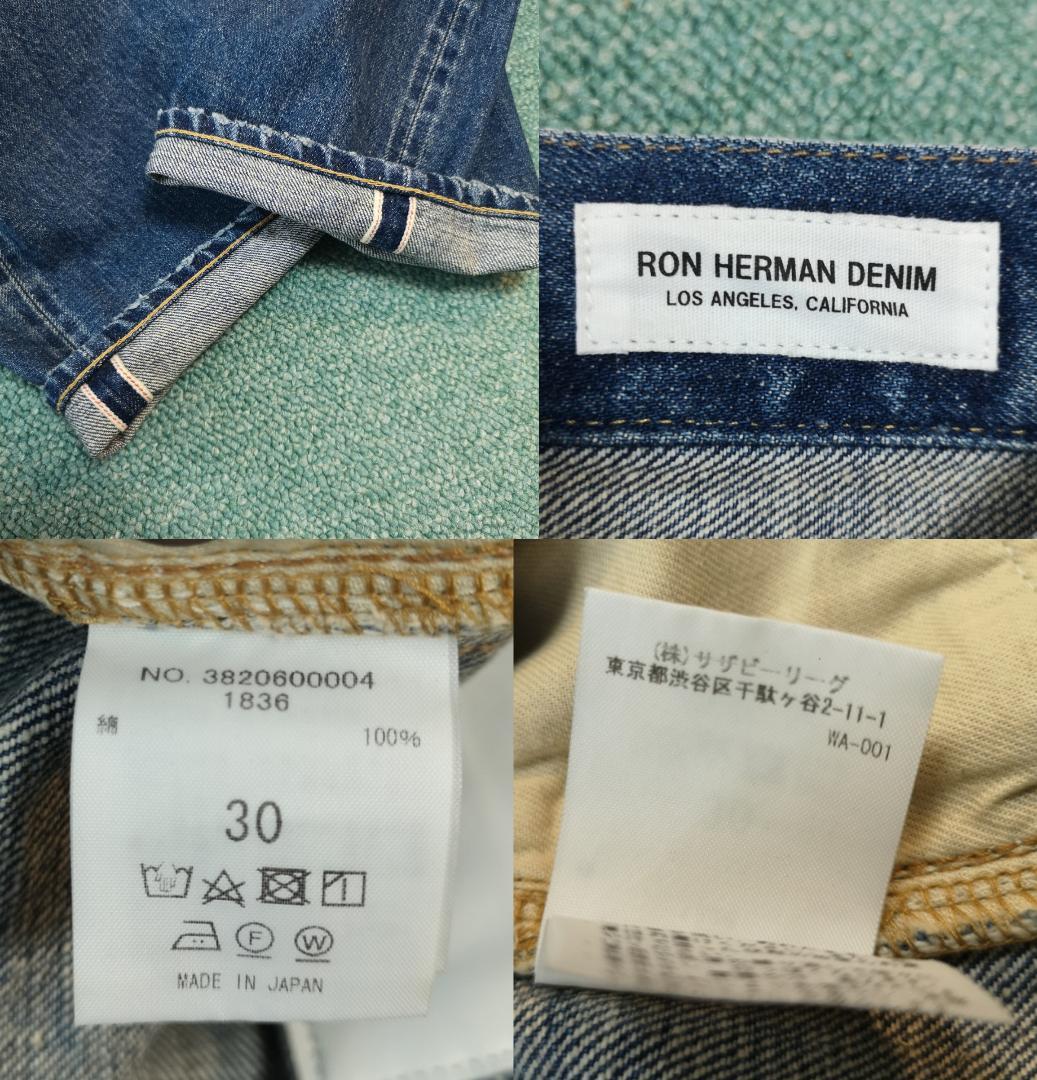 RON HERMAN DENIM
LOS ANGELES, CALIFORNIA
NO. 3820600004
1836
綿 100%
30
F W
MADE IN JAPAN
(株)サザビーリーグ
東京都渋谷区千駄ヶ谷2-11-1
WA-001